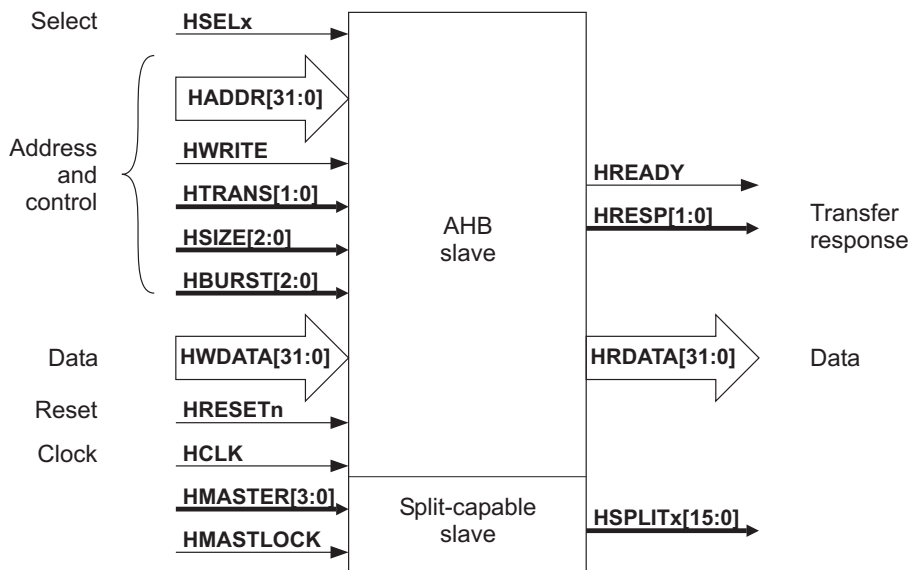 Select
HSELx
HADDR[31:0]
Address
and
control
HWRITE
HTRANS[1:0]
HSIZE[2:0]
HBURST[2:0]
Data
HWDATA[31:0]
Reset
HRESETn
Clock
HCLK
HMASTER[3:0]
HMASTLOCK
AHB
slave
Split-capable
slave
HREADY
HRESP[1:0]
Transfer
response
HRDATA[31:0]
Data
HSPLITx[15:0]